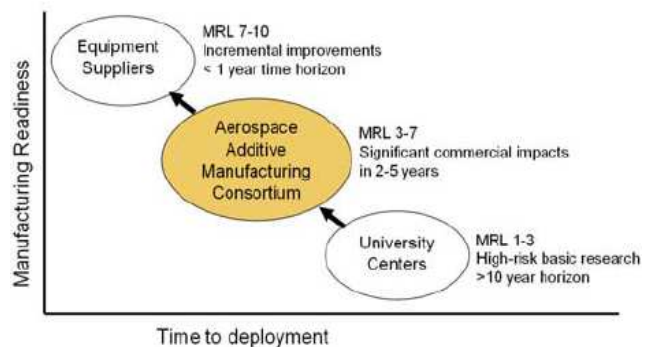 Manufacturing Readiness
Equipment
Suppliers
MRL 7-10
Incremental improvements
< 1 year time horizon
Aerospace
Additive
Manufacturing
Consortium
MRL 3-7
Significant commercial impacts
in 2-5 years
University
Centers
MRL 1-3
High-risk basic research
>10 year horizon
Time to deployment